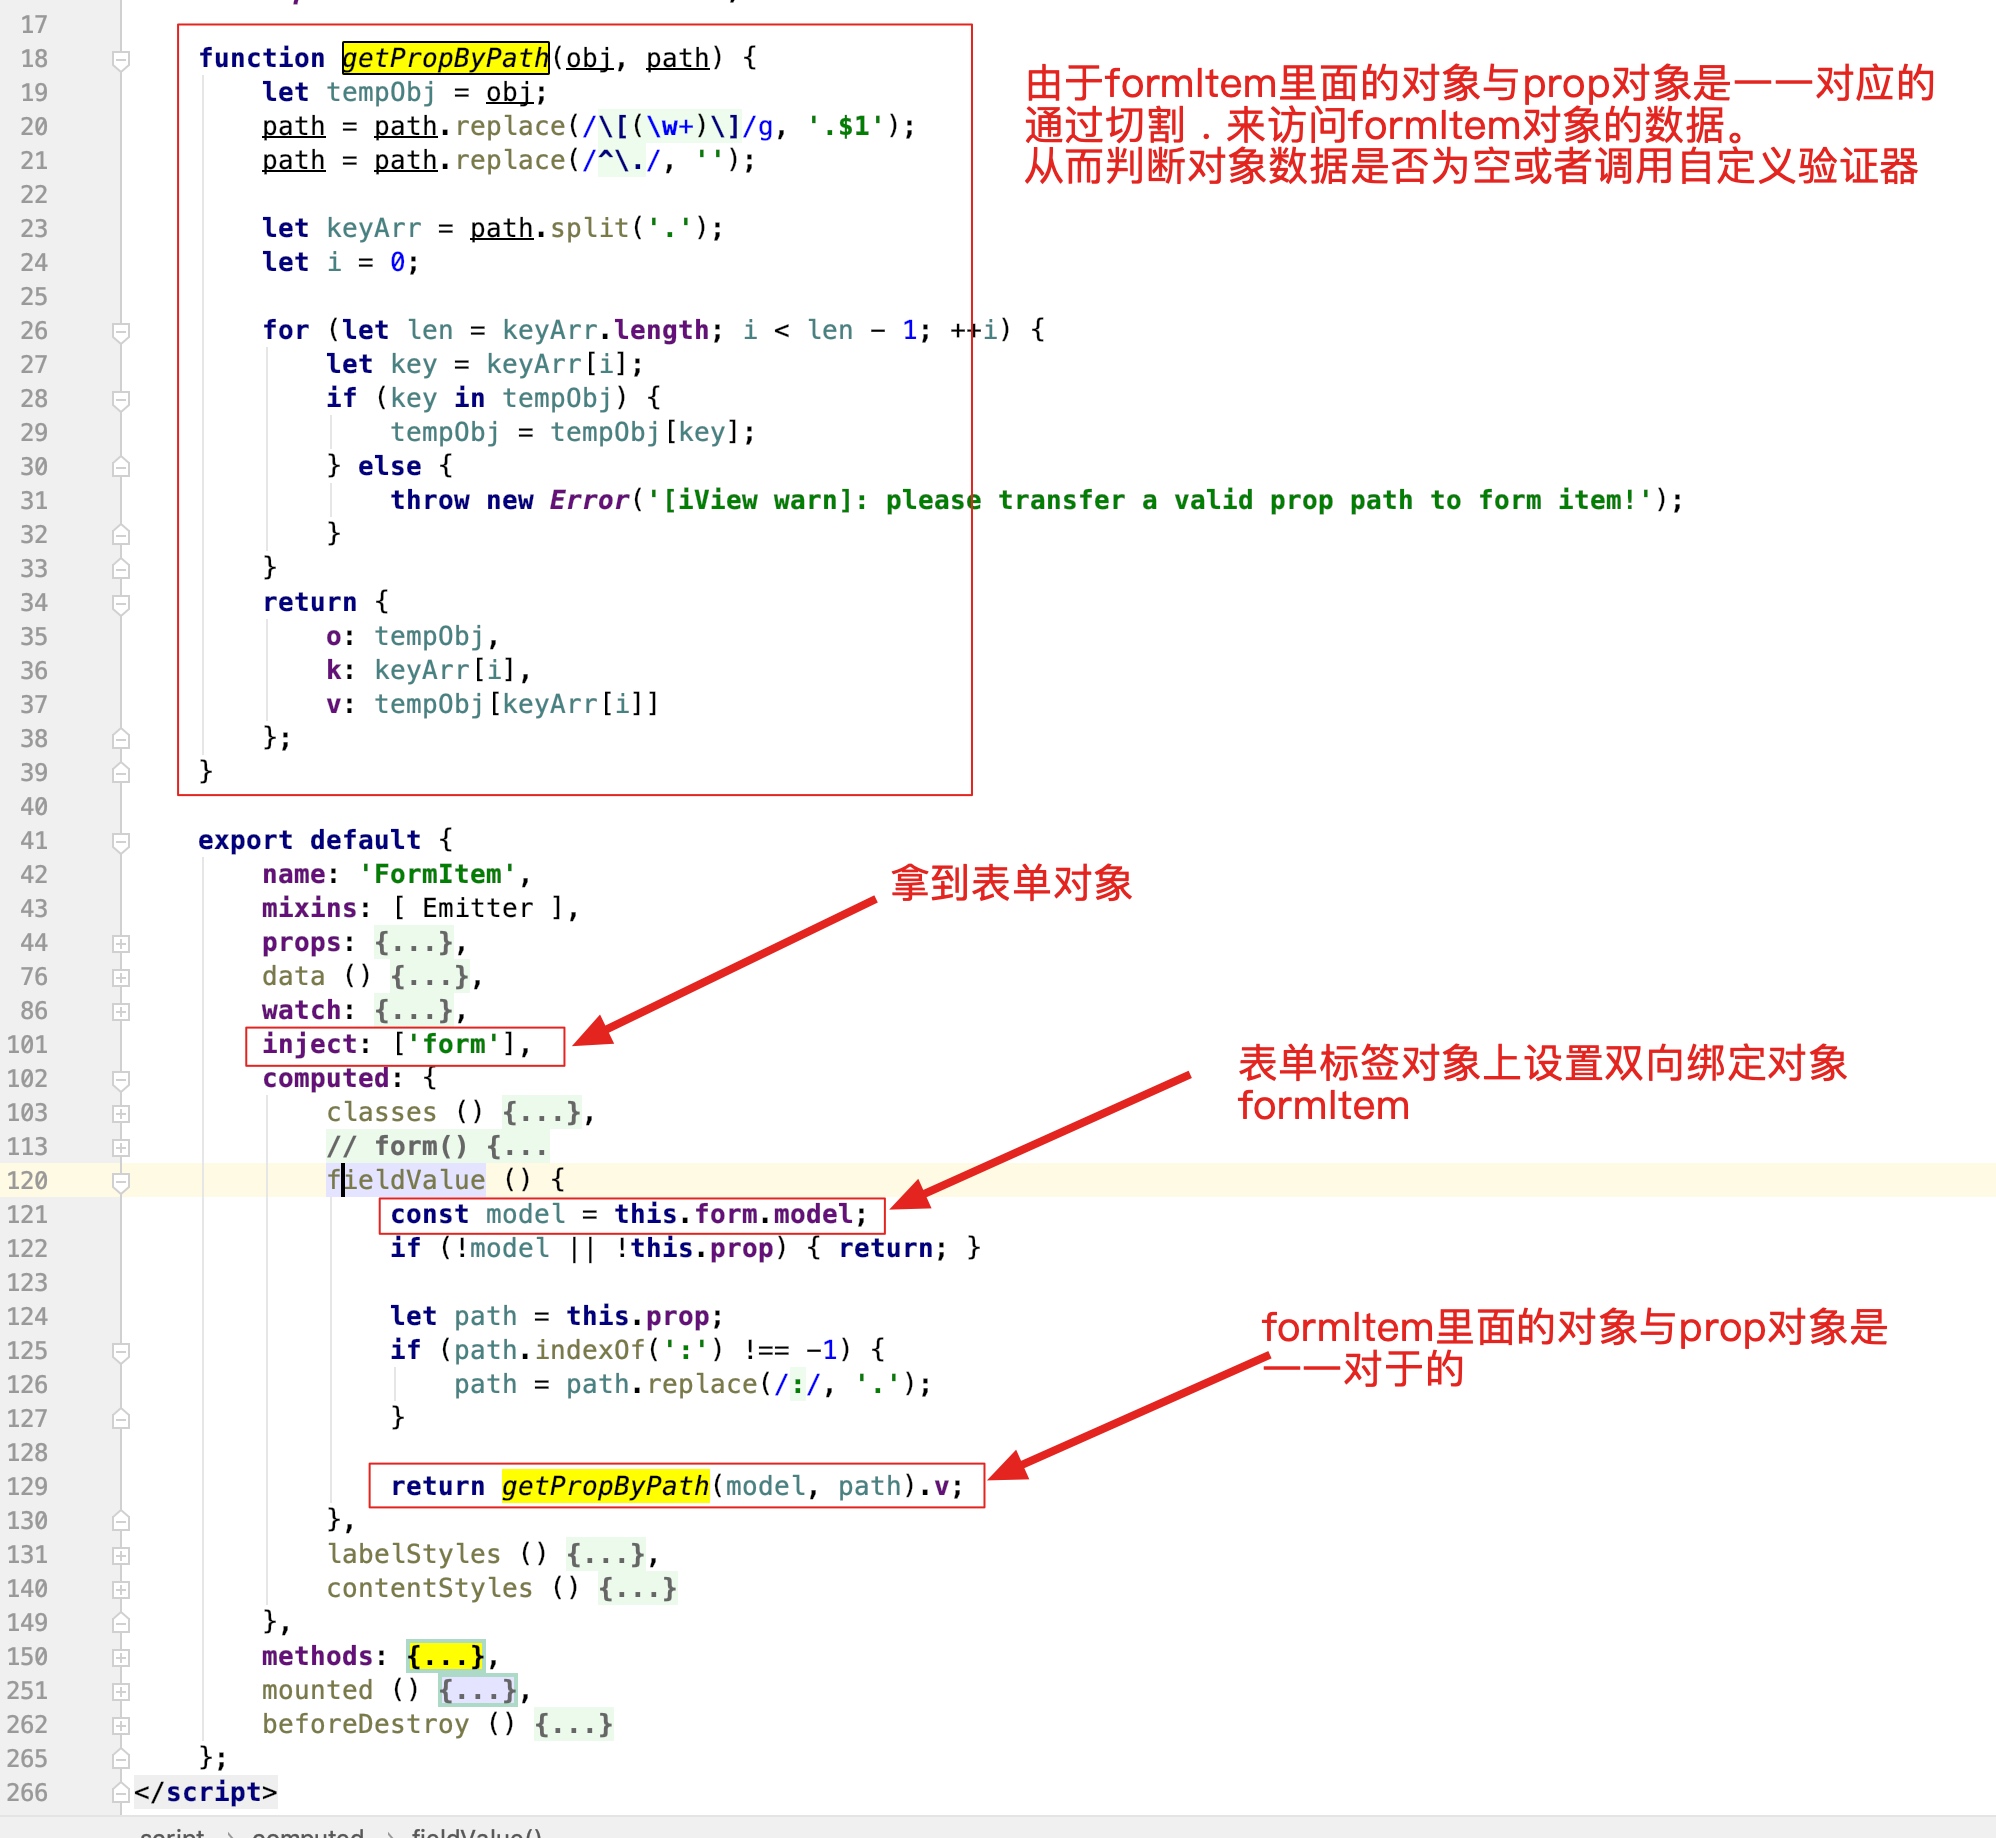 17
18 function getPropByPath(obj, path) {
由于formItem里面的对象与prop对象是一一对应的
19 let tempObj = obj;
通过切割 . 来访问formItem对象的数据。
20 path = path.replace(/\[(\w+)\]/g, '.$1');
从而判断对象数据是否为空或者调用自定义验证器
21 path = path.replace(/^\./, '');
22
23 let keyArr = path.split('.');
24 let i = 0;
25
26 for (let len = keyArr.length; i < len - 1; ++i) {
27 let key = keyArr[i];
28 if (key in tempObj) {
29 tempObj = tempObj[key];
30 } else {
31 throw new Error('[iView warn]: please transfer a valid prop path to form item!');
32 }
33 }
34 return {
35 o: tempObj,
36 k: keyArr[i],
37 v: tempObj[keyArr[i]]
38 };
39 }
40
41 export default {
42 name: 'FormItem',
拿到表单对象
43 mixins: [ Emitter ],
44 props: {...},
76 data () {...},
86 watch: {...},
101 inject: ['form'],
表单标签对象上设置双向绑定对象
102 computed: {
formItem
103 classes () {...},
113 // form() {...
120 fieldValue () {
121 const model = this.form.model;
122 if (!model || !this.prop) { return; }
123
124 let path = this.prop;
formItem里面的对象与prop对象是
125 if (path.indexOf(':') !== -1) {
一一对于的
126 path = path.replace(/:/, '.');
127 }
128
129 return getPropByPath(model, path).v;
130 },
131 labelStyles () {...},
140 contentStyles () {...}
149 },
150 methods: {...},
251 mounted () {...},
262 beforeDestroy () {...}
265 };
266 </script>
script › computed › fieldValue()